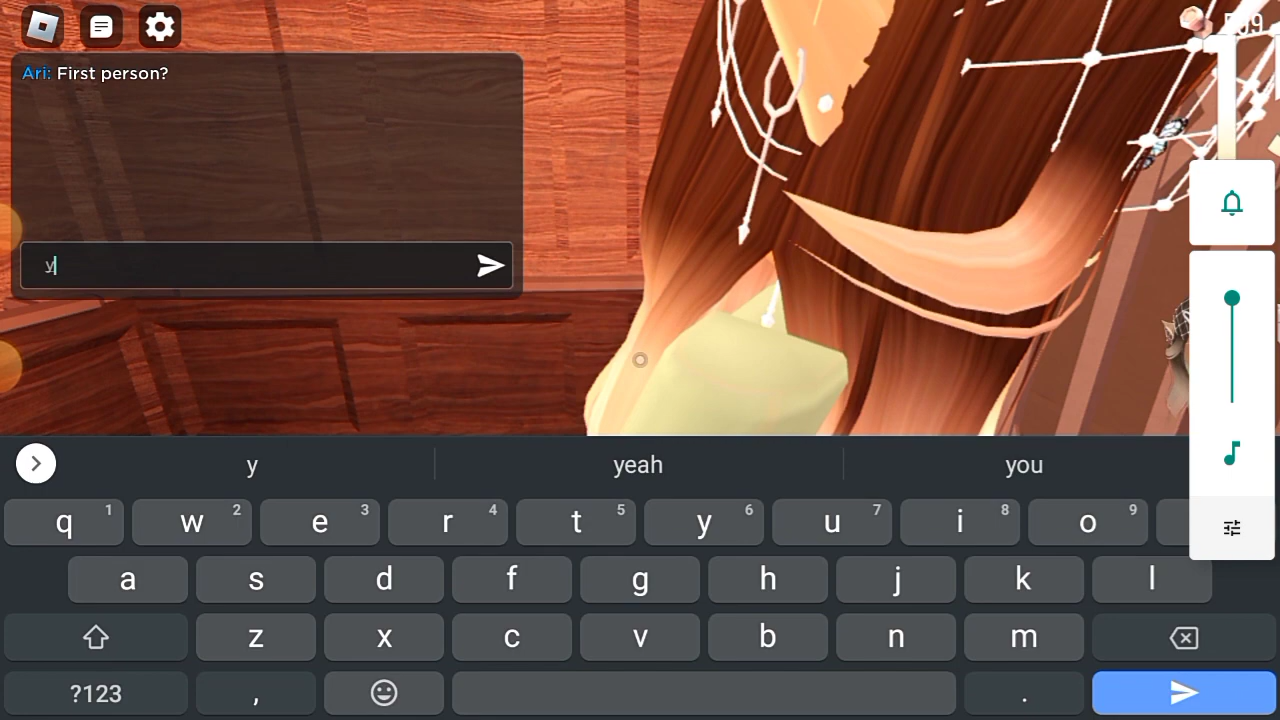 Ari: First person?
y
y yeah you
q 1 w 2 e 3 r 4 t 5 y 6 u 7 i 8 o 9
a s d f g h j k l
z x c v b n m
?123 , .